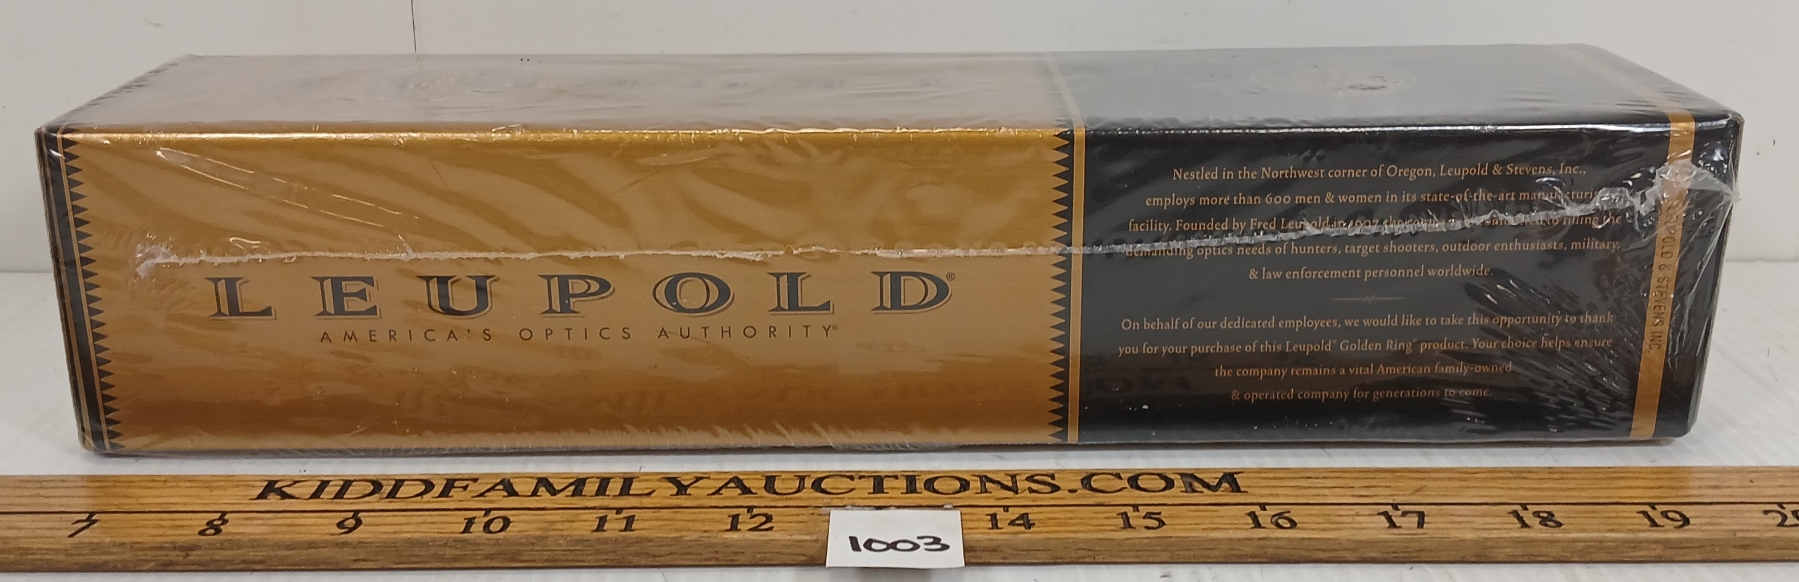 LEUPOLD®
AMERICA'S OPTICS AUTHORITY®
Nestled in the Northwest corner of Oregon, Leupold & Stevens, Inc.,
employs more than 600 men & women in its state-of-the-art
facility. Founded by Fred Leupold in 1907 the
demanding optics needs of hunters, target shooters, outdoor enthusiasts, military,
& law enforcement personnel worldwide.
On behalf of our dedicated employees, we would like to take this opportunity to thank
you for your purchase of this Leupold® Golden Ring® product. Your choice helps ensure
the company remains a vital American family-owned
& operated company for generations to come.
& STEVENS INC.
KIDDFAMILYAUCTIONS.COM
7 8 9 10 11 12 14 15 16 17 18 19
1003